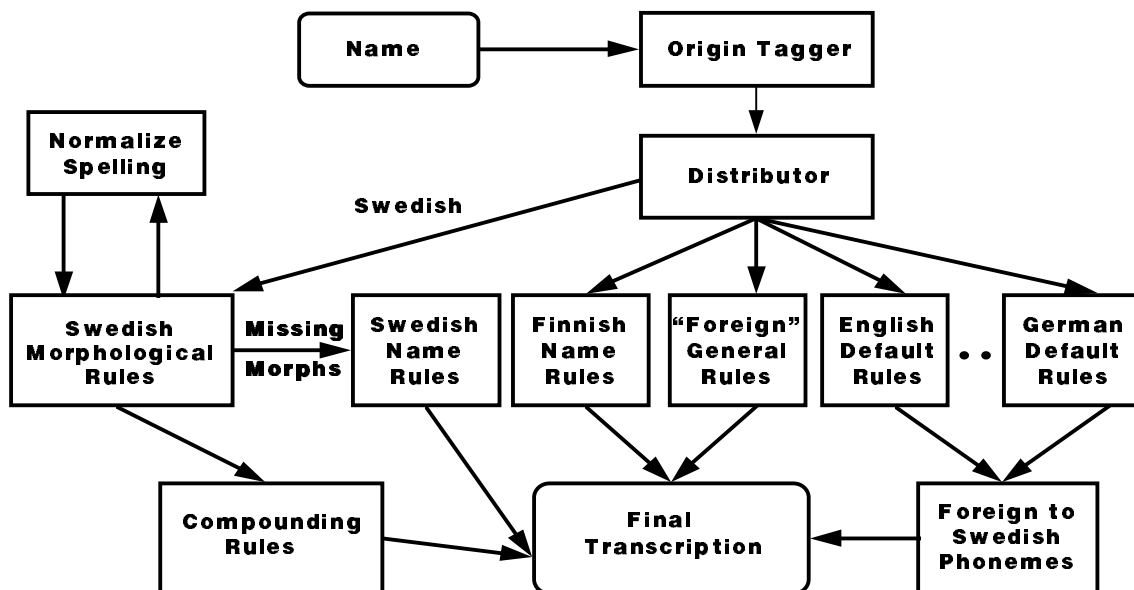 Name
Origin Tagger
Normalize
Spelling
Distributor
Swedish
Swedish
Morphological
Rules
Missing
Morphs
Swedish
Name
Rules
Finnish
Name
Rules
“Foreign”
General
Rules
English
Default
Rules
..
German
Default
Rules
Compounding
Rules
Final
Transcription
Foreign to
Swedish
Phonemes